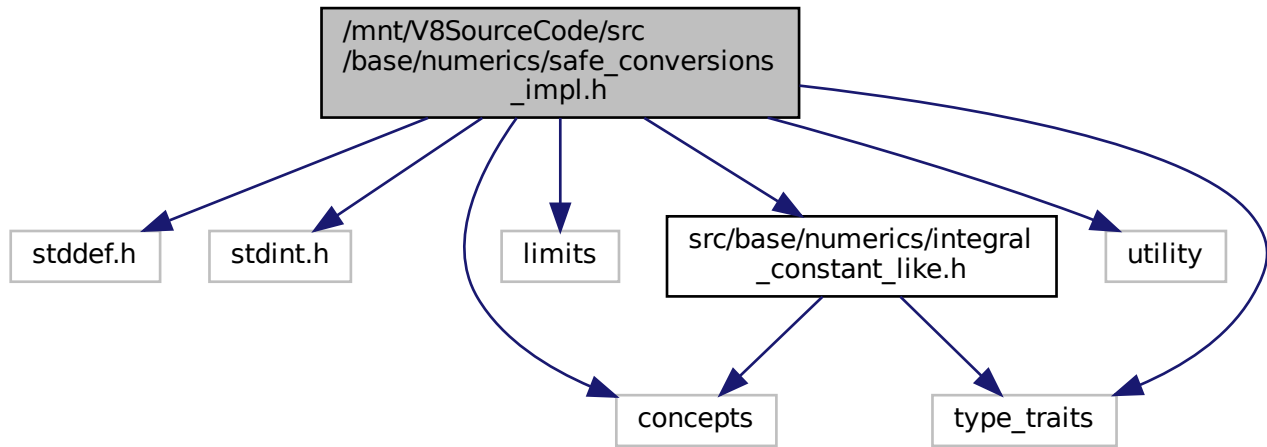 /mnt/V8SourceCode/src
/base/numerics/safe_conversions
_impl.h
stddef.h
stdint.h
limits
src/base/numerics/integral
_constant_like.h
utility
concepts
type_traits